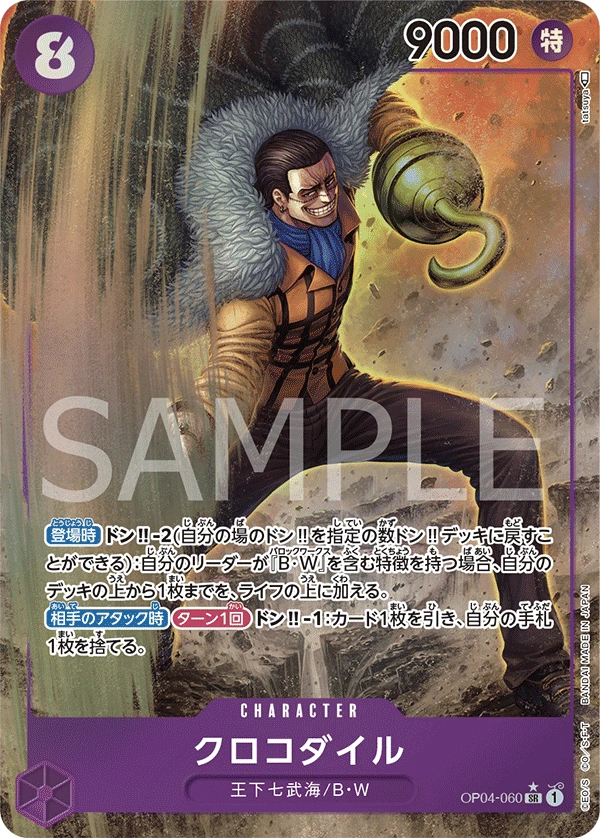 8
9000
特
tatsuya
SAMPLE
登場時 ドン!!-2(自分の場のドン!!を指定の数ドン!!デッキに戻すこ
とができる):自分のリーダーが『B・W』を含む特徴を持つ場合、自分の
デッキの上から1枚までを、ライフの上に加える。
相手のアタック時 ターン1回 ドン!!-1:カード1枚を引き、自分の手札
1枚を捨てる。
CHARACTER
クロコダイル
王下七武海/B・W
OP04-060 SR 1
CEO/S CO/S・F・T BANDAI MADE IN JAPAN